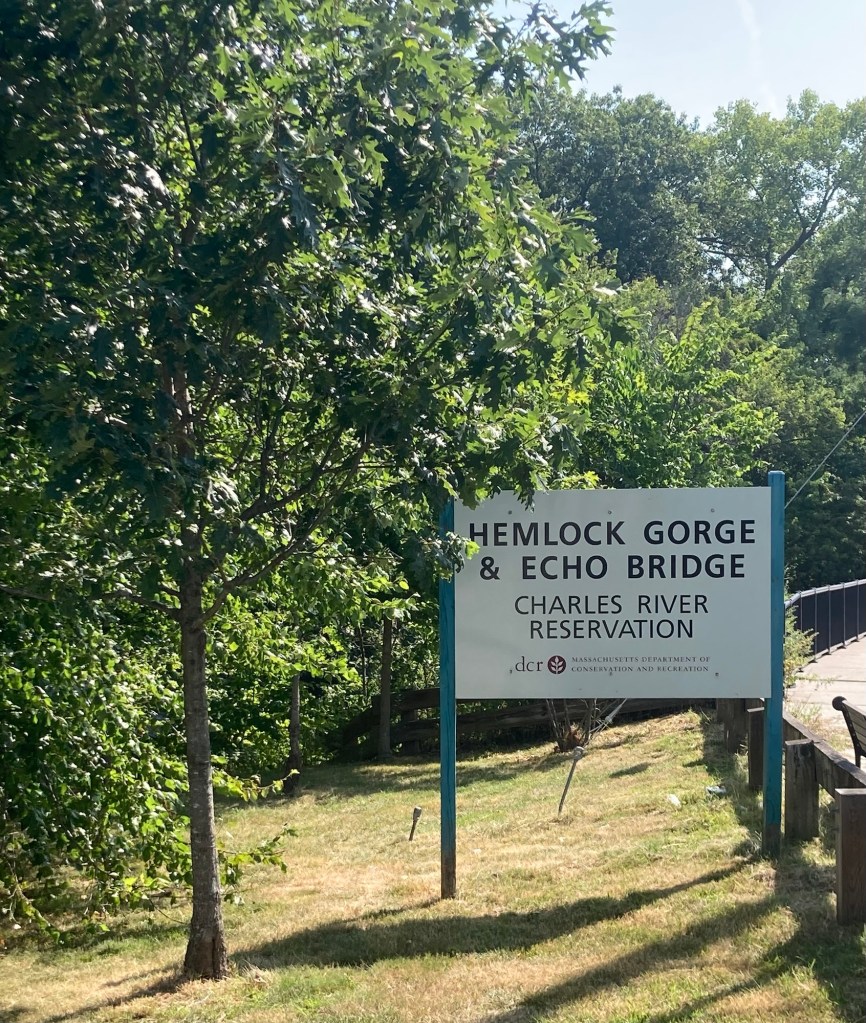 HEMLOCK GORGE
& ECHO BRIDGE
CHARLES RIVER
RESERVATION
dcr MASSACHUSETTS DEPARTMENT OF
CONSERVATION AND RECREATION